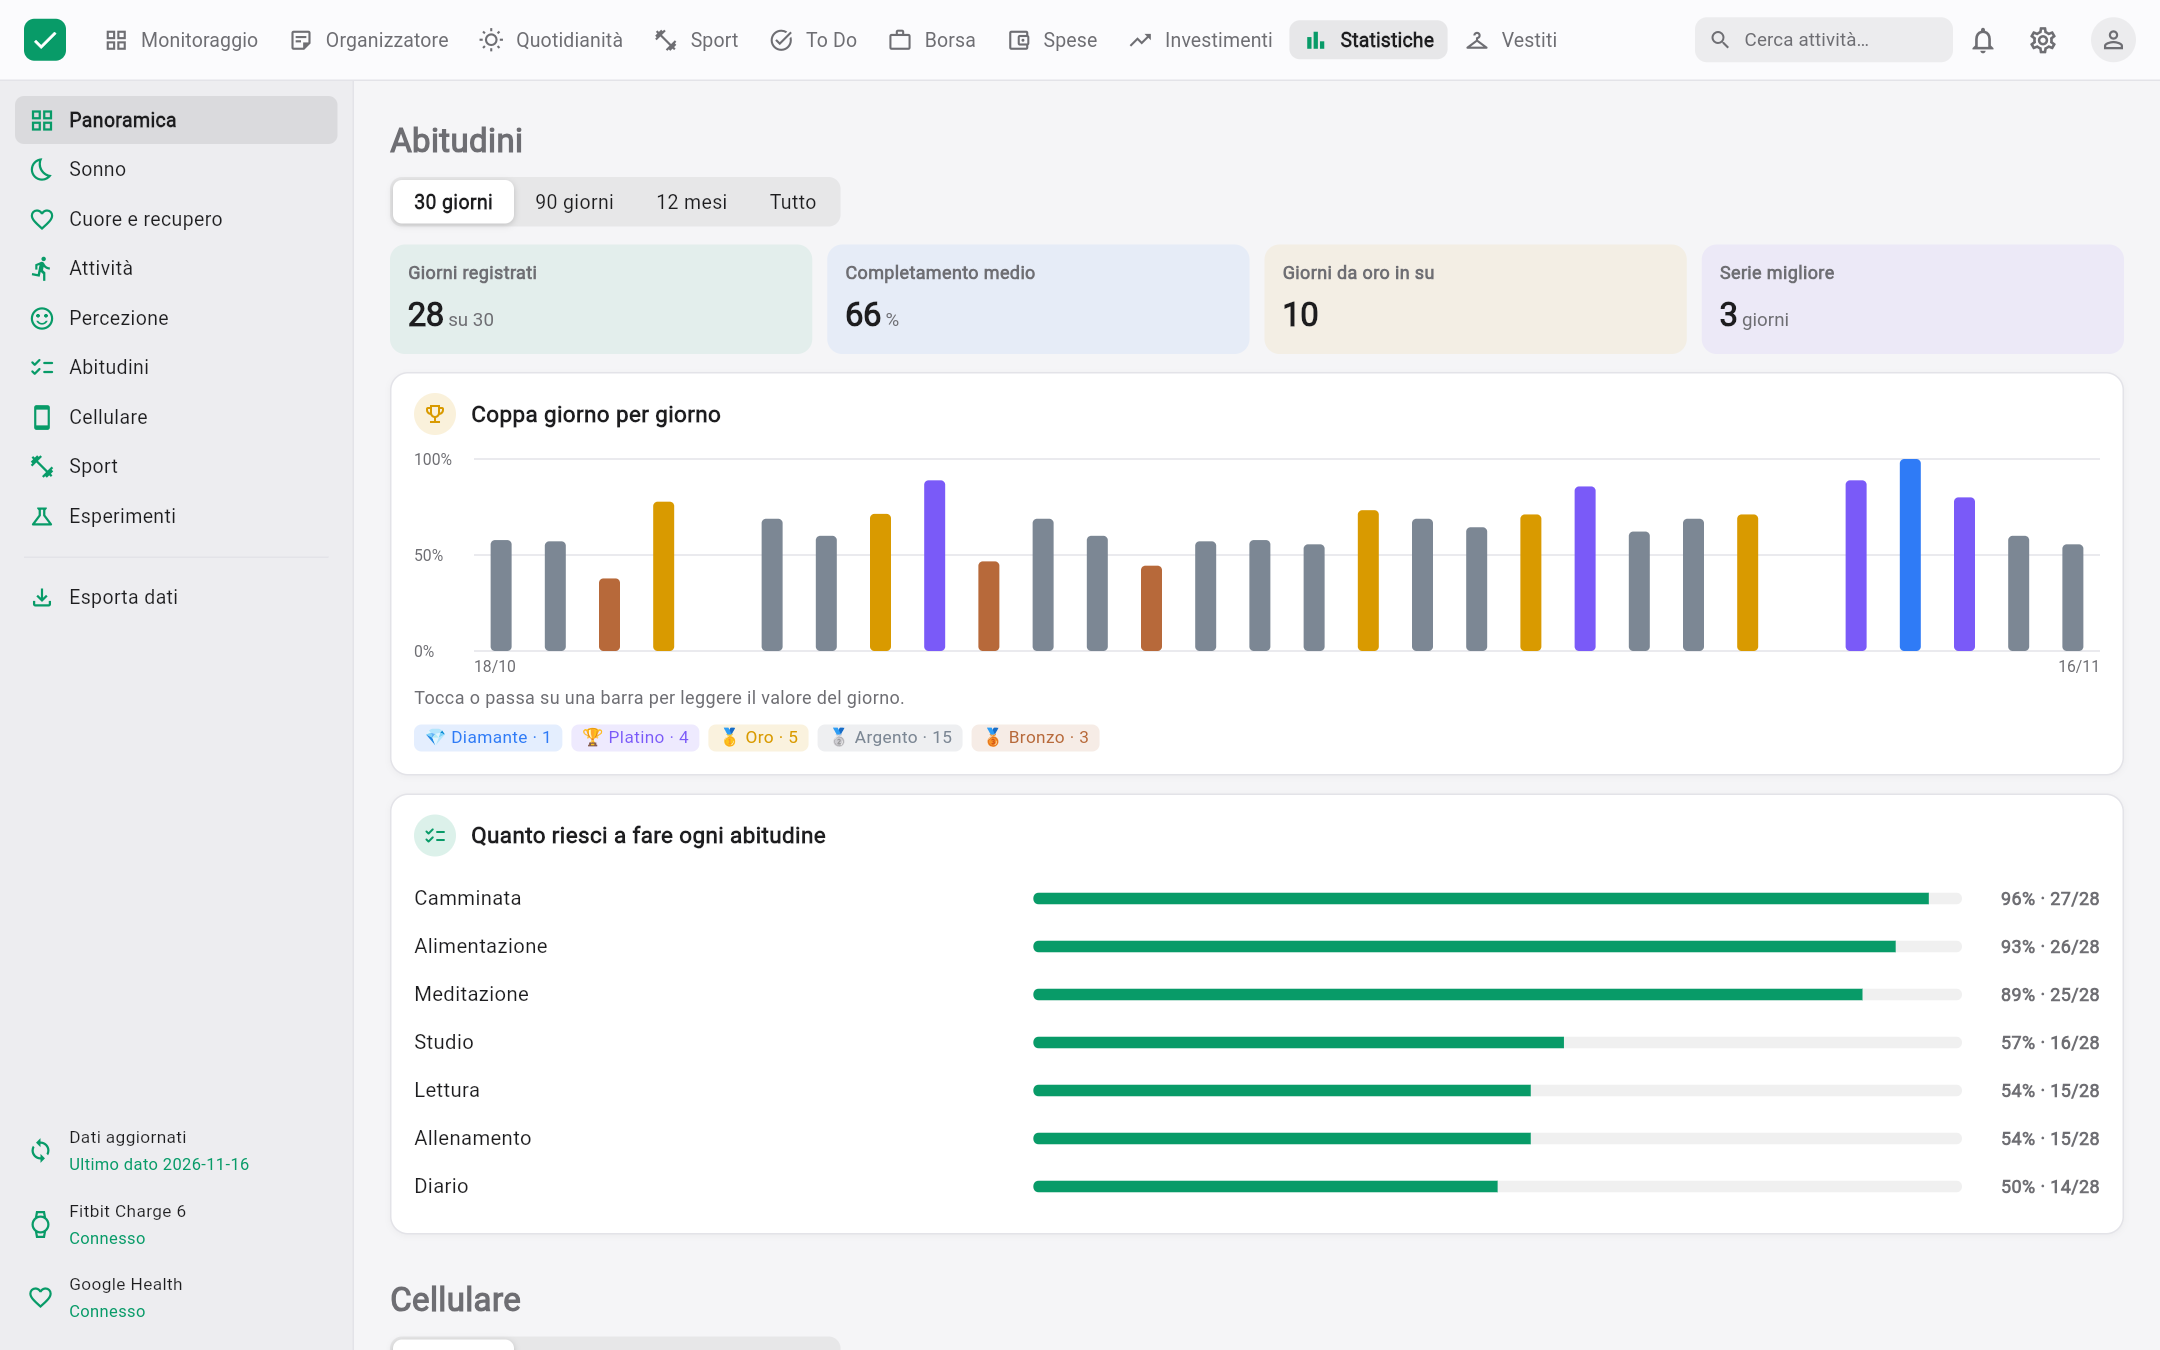 Monitoraggio
Organizzatore
Quotidianità
Sport
To Do
Borsa
Spese
Investimenti
Statistiche
Vestiti
Cerca attività...
Panoramica
Sonno
Cuore e recupero
Attività
Percezione
Abitudini
Cellulare
Sport
Esperimenti
Esporta dati
Dati aggiornati
Ultimo dato 2026-11-16
Fitbit Charge 6
Connesso
Google Health
Connesso
Abitudini
30 giorni
90 giorni
12 mesi
Tutto
Giorni registrati
28 su 30
Completamento medio
66 %
Giorni da oro in su
10
Serie migliore
3 giorni
Coppa giorno per giorno
100%
50%
0%
18/10
16/11
Tocca o passa su una barra per leggere il valore del giorno.
💎 Diamante · 1
🏆 Platino · 4
🥇 Oro · 5
🥈 Argento · 15
🥉 Bronzo · 3
Quanto riesci a fare ogni abitudine
Camminata
96% · 27/28
Alimentazione
93% · 26/28
Meditazione
89% · 25/28
Studio
57% · 16/28
Lettura
54% · 15/28
Allenamento
54% · 15/28
Diario
50% · 14/28
Cellulare